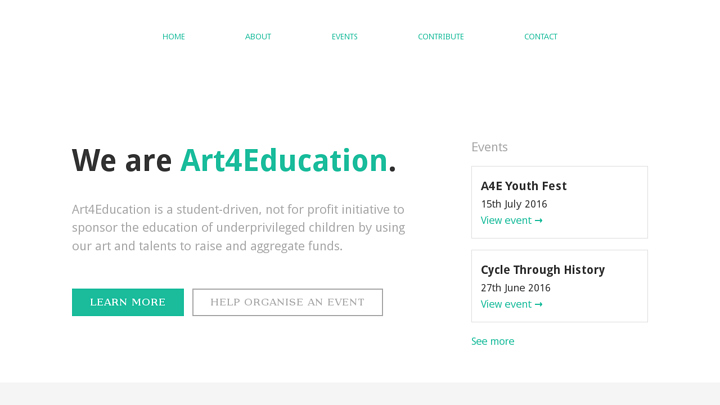 HOME ABOUT EVENTS CONTRIBUTE CONTACT
We are Art4Education.
Art4Education is a student-driven, not for profit initiative to
sponsor the education of underprivileged children by using
our art and talents to raise and aggregate funds.
LEARN MORE HELP ORGANISE AN EVENT
Events
A4E Youth Fest
15th July 2016
View event →
Cycle Through History
27th June 2016
View event →
See more